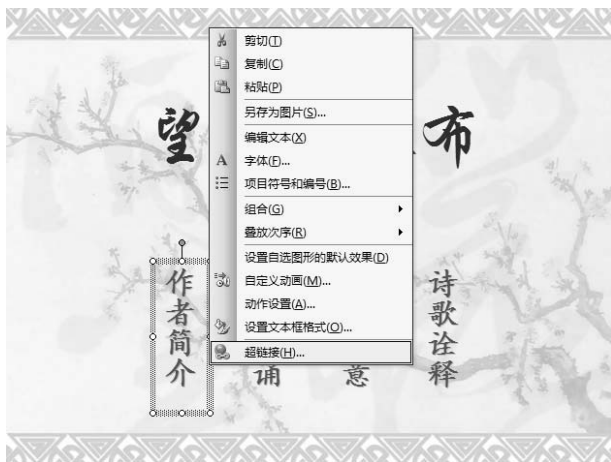 望
布
剪切(T)
复制(C)
粘贴(P)
另存为图片(S)...
编辑文本(X)
A 字体(F)...
项目符号和编号(B)...
组合(G)
叠放次序(R)
设置自选图形的默认效果(D)
自定义动画(M)...
动作设置(A)...
设置文本框格式(O)...
超链接(H)...
作者简介
诵
意
诗歌诠释